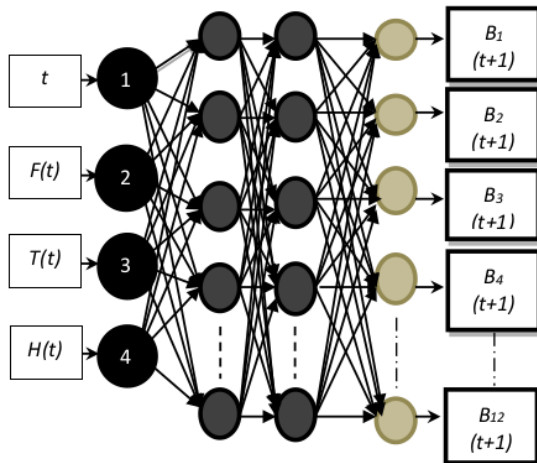 t
1
F(t)
2
T(t)
3
H(t)
4
B1
(t+1)
B2
(t+1)
B3
(t+1)
B4
(t+1)
B12
(t+1)